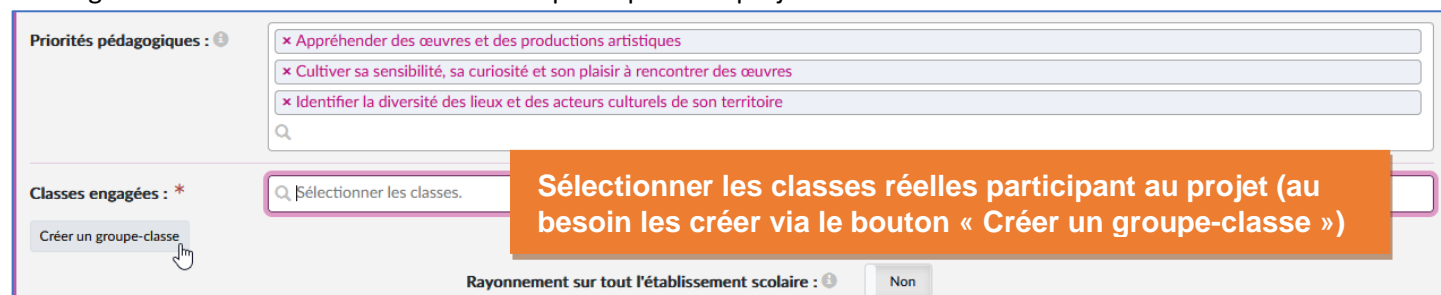 Priorités pédagogiques :
× Appréhender des œuvres et des productions artistiques
× Cultiver sa sensibilité, sa curiosité et son plaisir à rencontrer des œuvres
× Identifier la diversité des lieux et des acteurs culturels de son territoire
Classes engagées : *
Sélectionner les classes.
Sélectionner les classes réelles participant au projet (au
besoin les créer via le bouton « Créer un groupe-classe »)
Créer un groupe-classe
Rayonnement sur tout l'établissement scolaire : Non